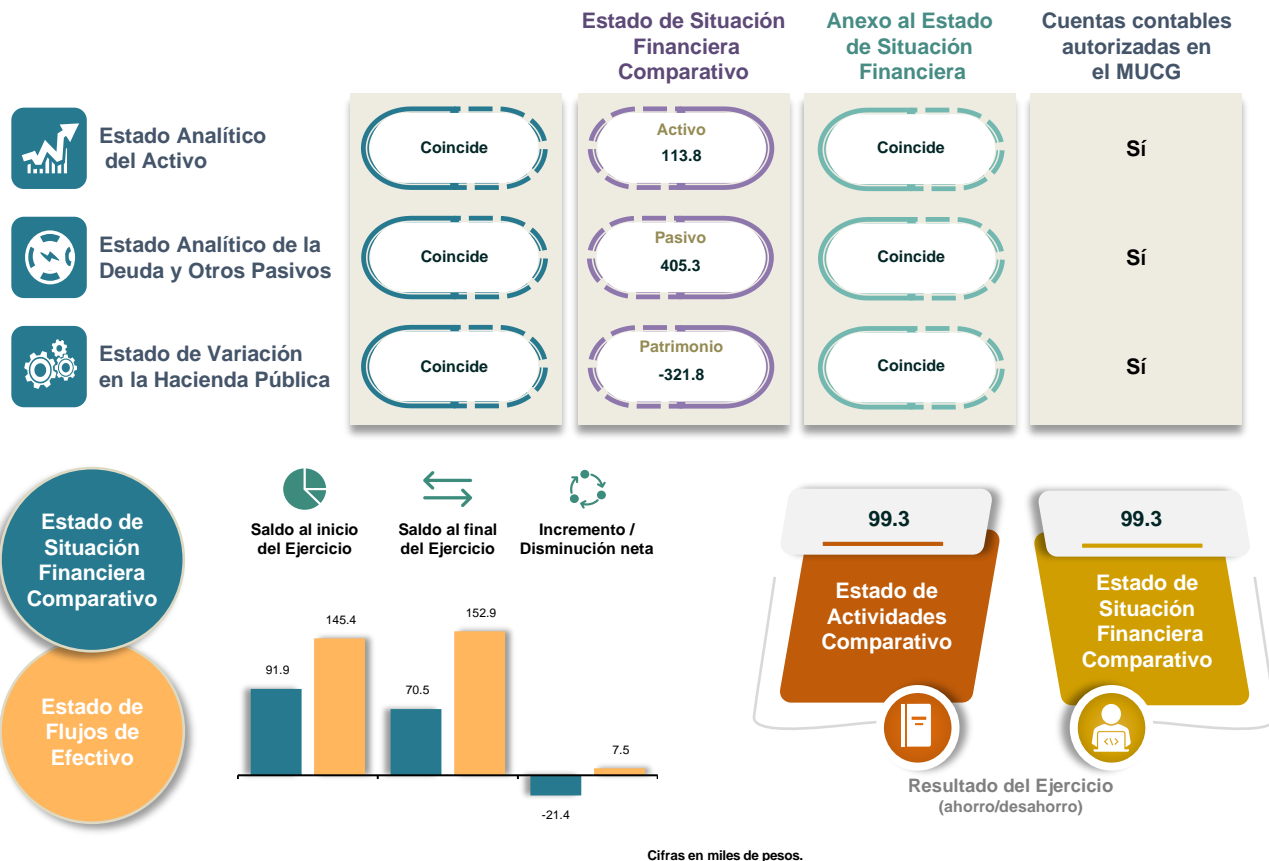 Estado de Situación
Financiera
Comparativo
Anexo al Estado
de Situación
Financiera
Cuentas contables
autorizadas en
el MUCG
Estado Analítico
del Activo
Coincide
Activo
113.8
Coincide
Sí
Estado Analítico de la
Deuda y Otros Pasivos
Coincide
Pasivo
405.3
Coincide
Sí
Estado de Variación
en la Hacienda Pública
Coincide
Patrimonio
-321.8
Coincide
Sí
Estado de
Situación
Financiera
Comparativo
Estado de
Flujos de
Efectivo
Saldo al inicio
del Ejercicio
Saldo al final
del Ejercicio
Incremento /
Disminución neta
91.9
145.4
70.5
152.9
-21.4
7.5
99.3
Estado de
Actividades
Comparativo
99.3
Estado de
Situación
Financiera
Comparativo
Resultado del Ejercicio
(ahorro/desahorro)
Cifras en miles de pesos.